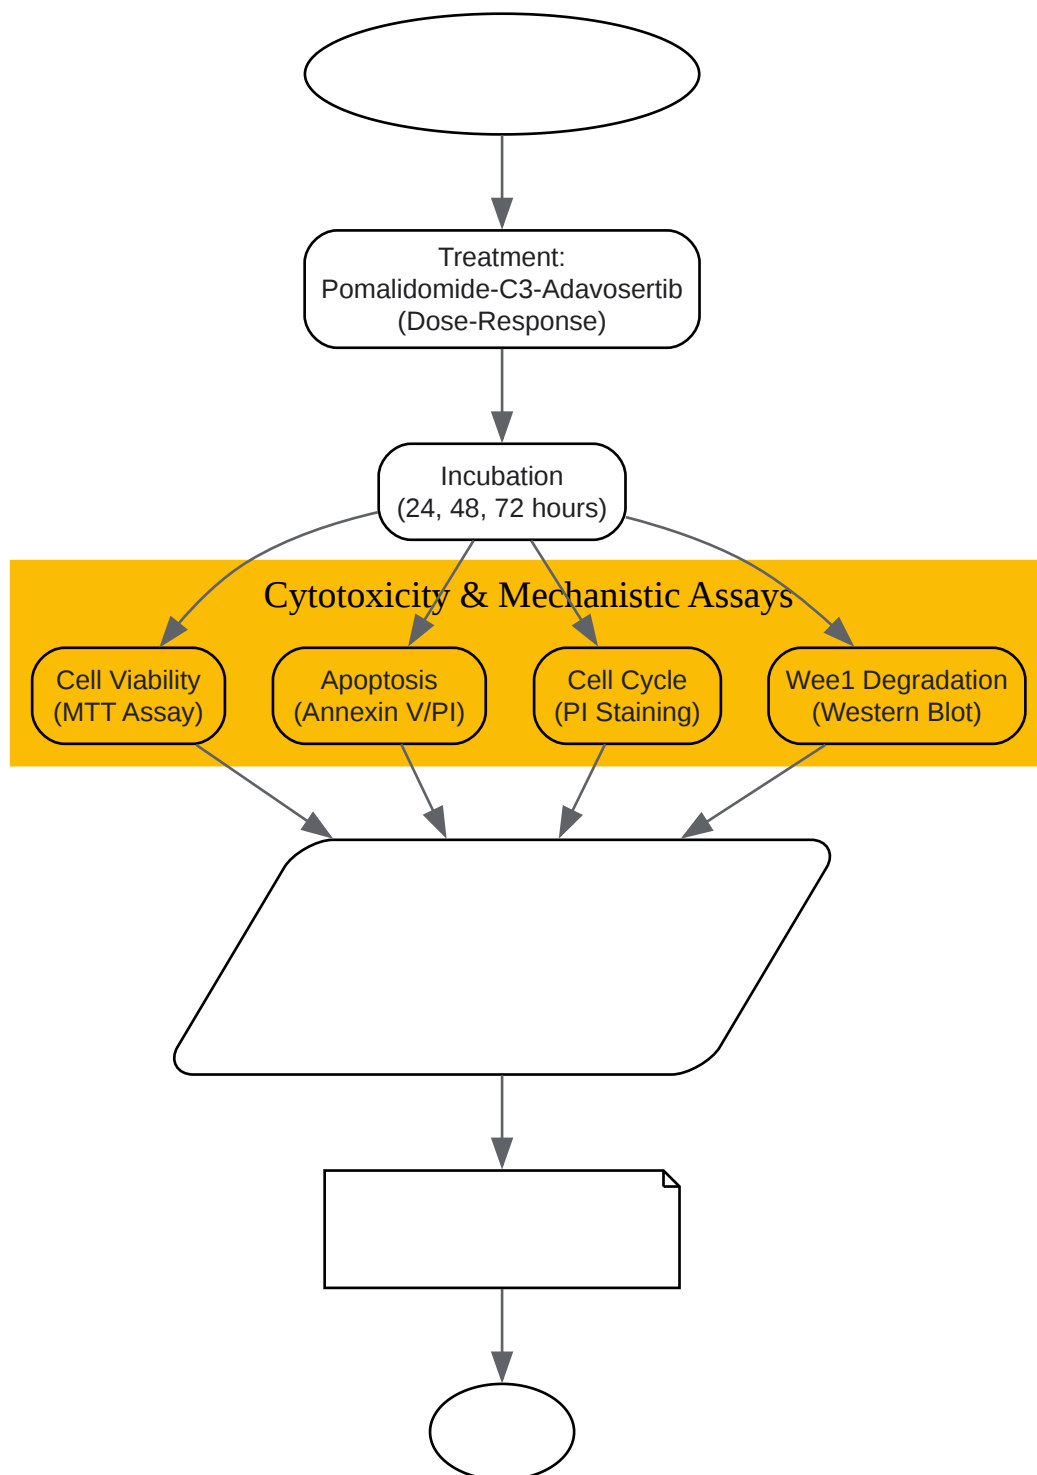 Treatment:
Pomalidomide-C3-Adavosertib
(Dose-Response)
Incubation
(24, 48, 72 hours)
Cytotoxicity & Mechanistic Assays
Cell Viability
(MTT Assay)
Apoptosis
(Annexin V/PI)
Cell Cycle
(PI Staining)
Wee1 Degradation
(Western Blot)